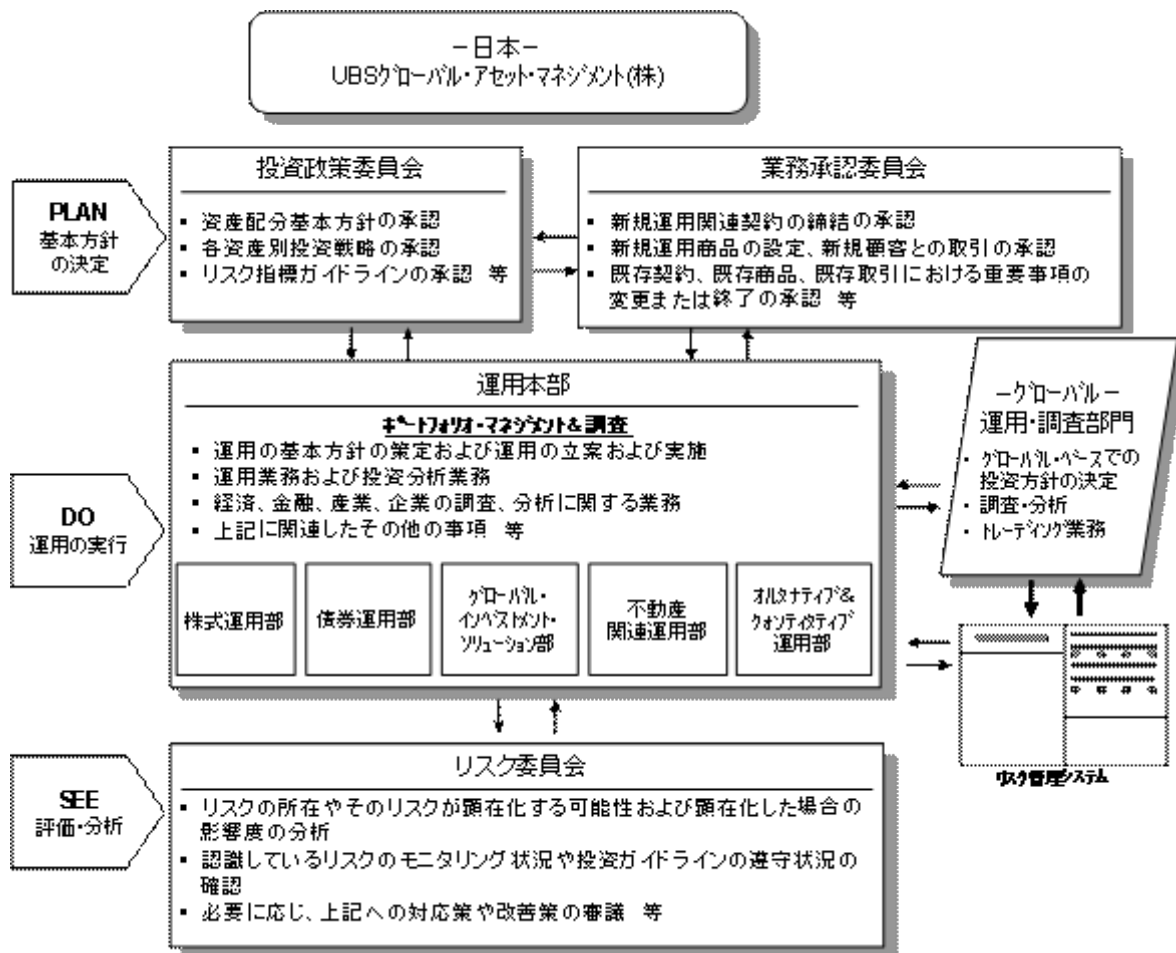 －日本－
UBSグローバル・アセット・マネジメント(株)
PLAN
基本方針
の決定
投資政策委員会
▪ 資産配分基本方針の承認
▪ 各資産別投資戦略の承認
▪ リスク指標ガイドラインの承認 等
業務承認委員会
▪ 新規運用関連契約の締結の承認
▪ 新規運用商品の設定、新規顧客との取引の承認
▪ 既存契約、既存商品、既存取引における重要事項の
変更または終了の承認 等
DO
運用の実行
運用本部
ポートフォリオ・マネジメント&調査
▪ 運用の基本方針の策定および運用の立案および実施
▪ 運用業務および投資分析業務
▪ 経済、金融、産業、企業の調査、分析に関する業務
▪ 上記に関連したその他の事項 等
株式運用部
債券運用部
グローバル・
インベストメント・
ソリューション部
不動産
関連運用部
オルタナティブ&
クォンティタティブ
運用部
－グローバル－
運用・調査部門
・グローバル・ベースでの
投資方針の決定
・調査・分析
・トレーディング業務
リスク管理システム
SEE
評価・分析
リスク委員会
▪ リスクの所在やそのリスクが顕在化する可能性および顕在化した場合の
影響度の分析
▪ 認識しているリスクのモニタリング状況や投資ガイドラインの遵守状況の
確認
▪ 必要に応じ、上記への対応策や改善策の審議 等